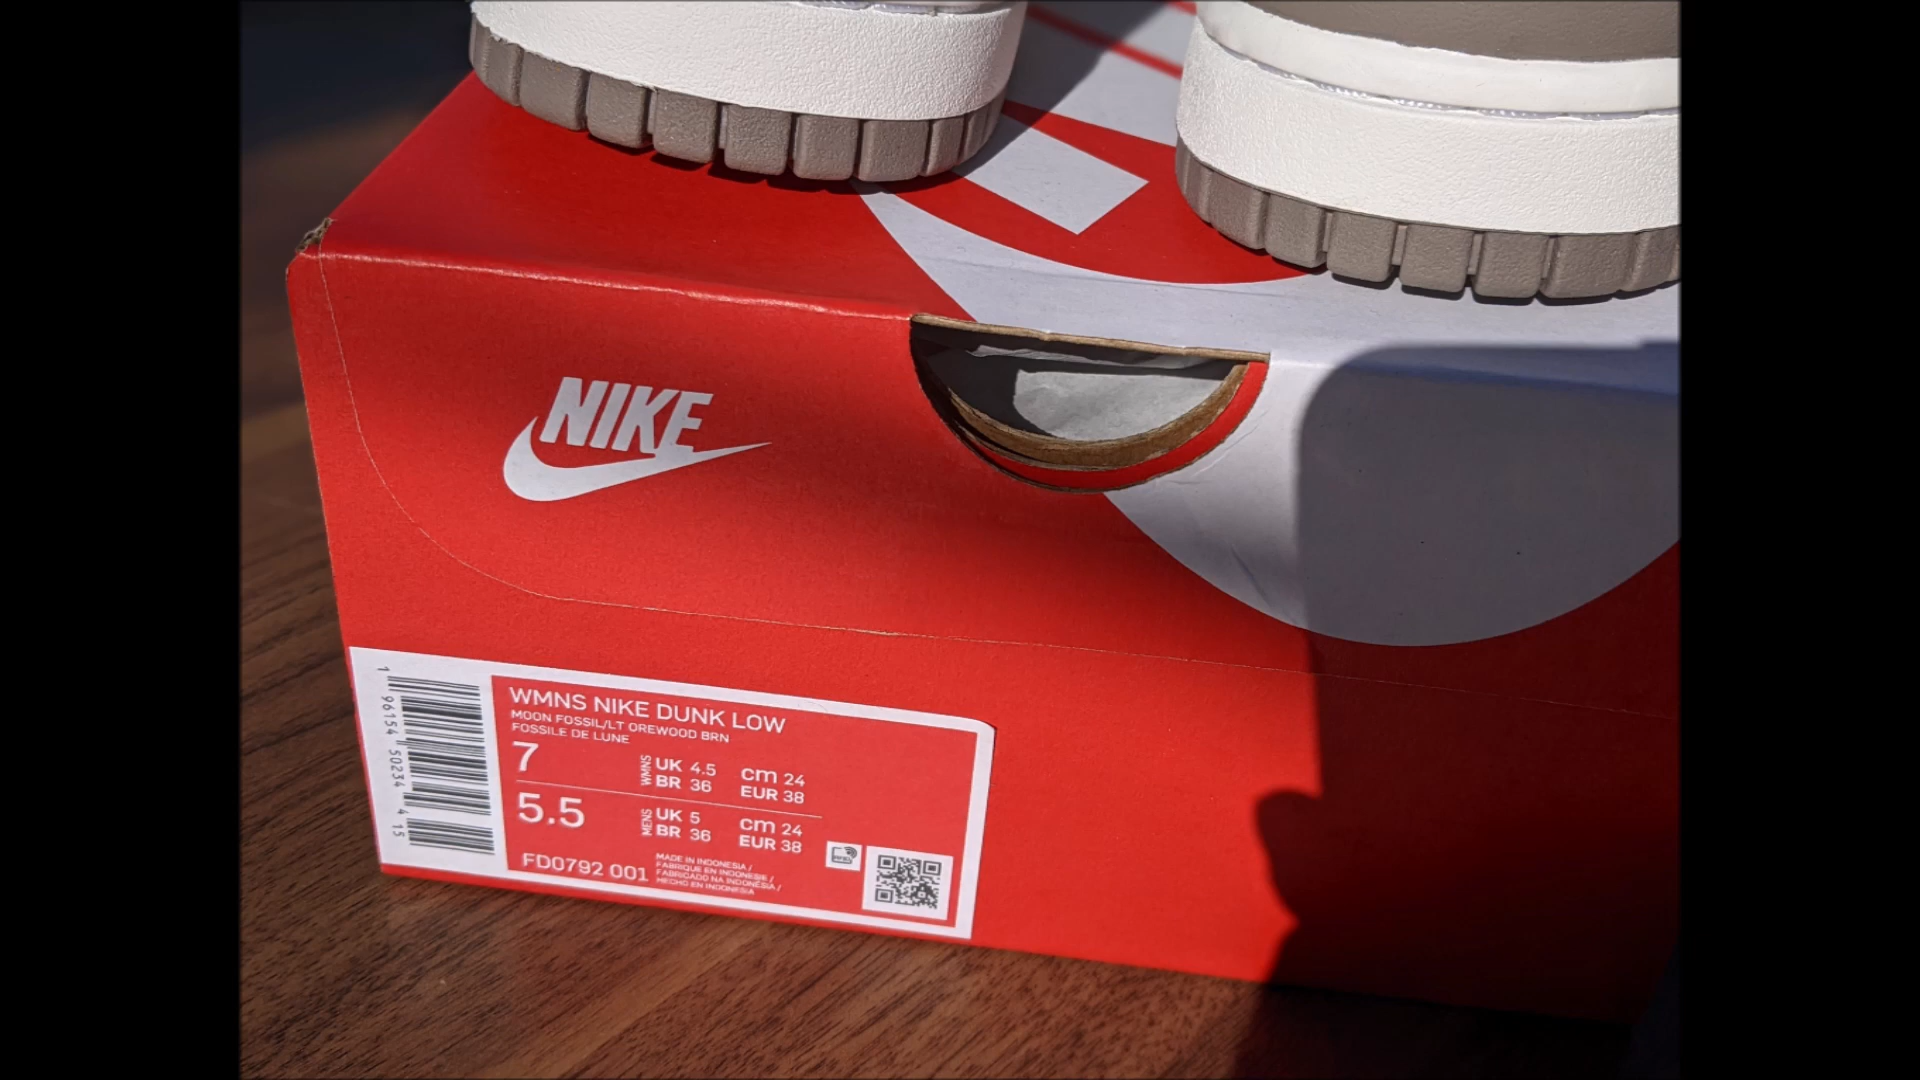 NIKE
WMNS NIKE DUNK LOW
MOON FOSSIL/LT OREWOOD BRN
FOSSILE DE LUNE
7 WMNS UK 4.5 cm 24
BR 36 EUR 38
5.5 MENS UK 5 cm 24
BR 36 EUR 38
FD0792 001
MADE IN INDONESIA /
FABRIQUE EN INDONESIE /
FABRICADO NA INDONÉSIA /
HECHO EN INDONESIA
1 96154 50234 4 15